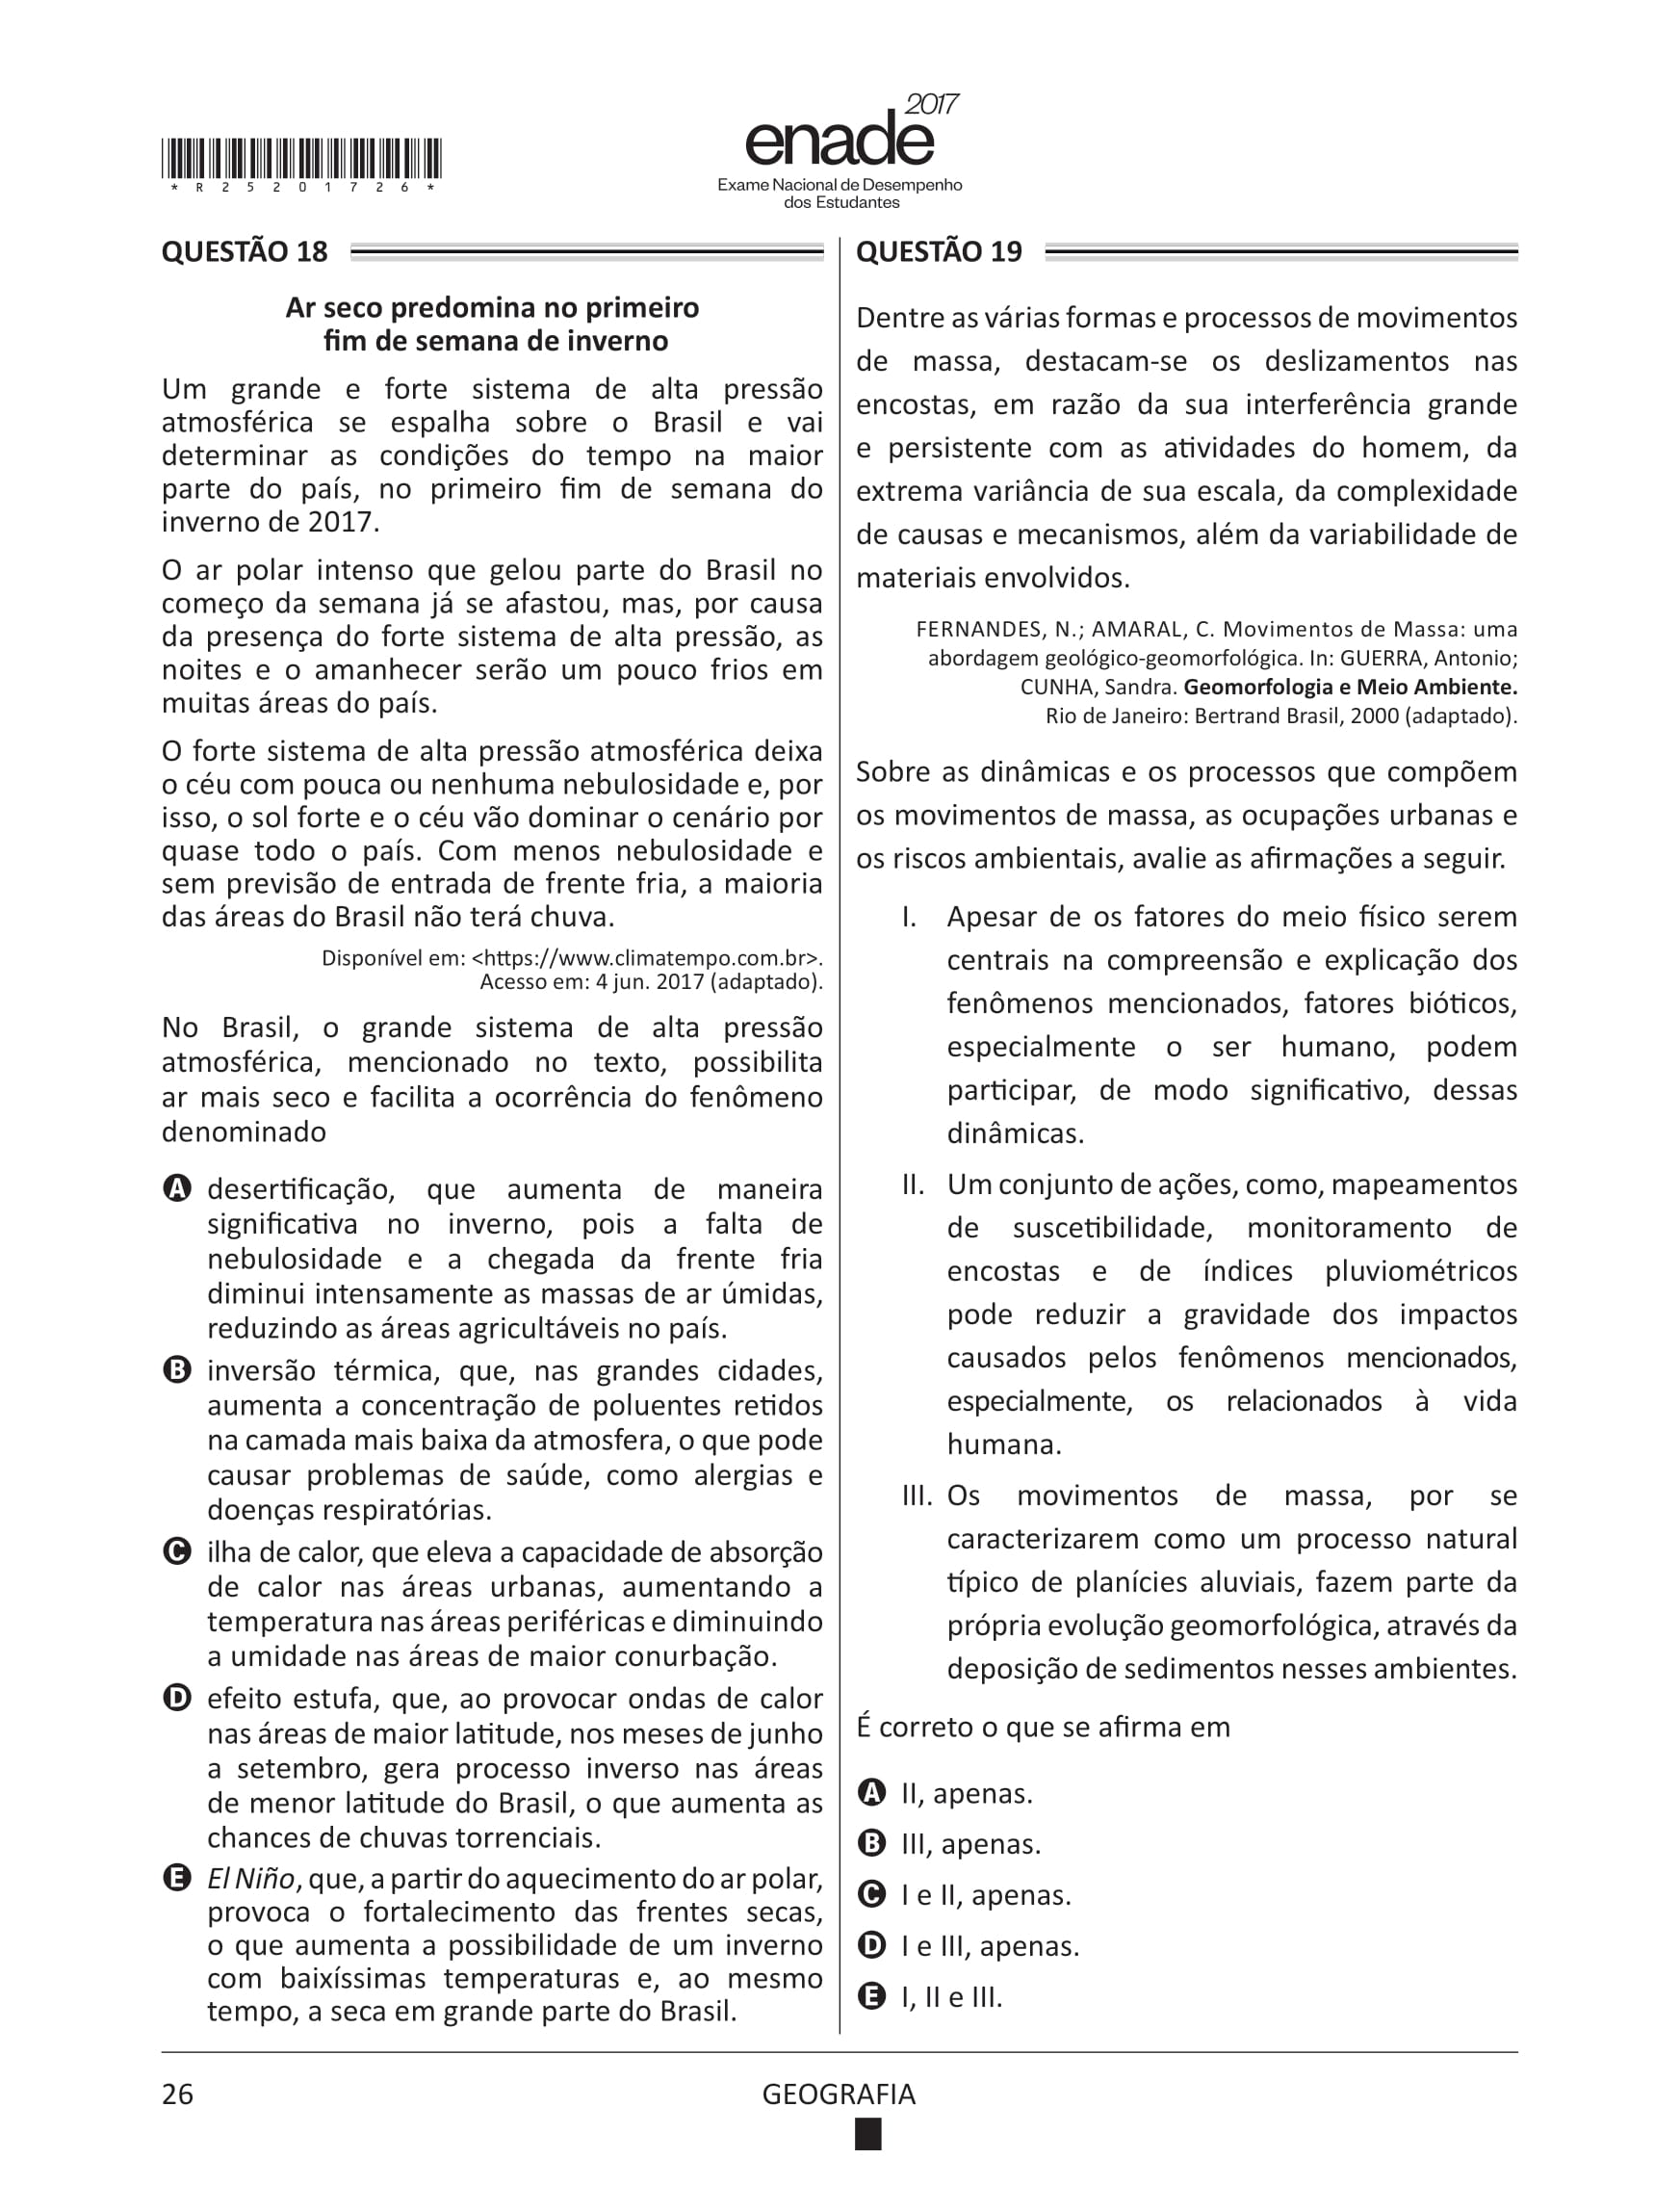 2017
enade
Exame Nacional de Desempenho
dos Estudantes
* R 2 5 2 0 1 7 2 6 *
QUESTÃO 18
Ar seco predomina no primeiro
fim de semana de inverno
Um grande e forte sistema de alta pressão
atmosférica se espalha sobre o Brasil e vai
determinar as condições do tempo na maior
parte do país, no primeiro fim de semana do
inverno de 2017.
O ar polar intenso que gelou parte do Brasil no
começo da semana já se afastou, mas, por causa
da presença do forte sistema de alta pressão, as
noites e o amanhecer serão um pouco frios em
muitas áreas do país.
O forte sistema de alta pressão atmosférica deixa
o céu com pouca ou nenhuma nebulosidade e, por
isso, o sol forte e o céu vão dominar o cenário por
quase todo o país. Com menos nebulosidade e
sem previsão de entrada de frente fria, a maioria
das áreas do Brasil não terá chuva.
Disponível em: <https://www.climatempo.com.br>.
Acesso em: 4 jun. 2017 (adaptado).
No Brasil, o grande sistema de alta pressão
atmosférica, mencionado no texto, possibilita
ar mais seco e facilita a ocorrência do fenômeno
denominado
A desertificação, que aumenta de maneira
significativa no inverno, pois a falta de
nebulosidade e a chegada da frente fria
diminui intensamente as massas de ar úmidas,
reduzindo as áreas agricultáveis no país.
B inversão térmica, que, nas grandes cidades,
aumenta a concentração de poluentes retidos
na camada mais baixa da atmosfera, o que pode
causar problemas de saúde, como alergias e
doenças respiratórias.
C ilha de calor, que eleva a capacidade de absorção
de calor nas áreas urbanas, aumentando a
temperatura nas áreas periféricas e diminuindo
a umidade nas áreas de maior conurbação.
D efeito estufa, que, ao provocar ondas de calor
nas áreas de maior latitude, nos meses de junho
a setembro, gera processo inverso nas áreas
de menor latitude do Brasil, o que aumenta as
chances de chuvas torrenciais.
E El Niño, que, a partir do aquecimento do ar polar,
provoca o fortalecimento das frentes secas,
o que aumenta a possibilidade de um inverno
com baixíssimas temperaturas e, ao mesmo
tempo, a seca em grande parte do Brasil.
QUESTÃO 19
Dentre as várias formas e processos de movimentos
de massa, destacam-se os deslizamentos nas
encostas, em razão da sua interferência grande
e persistente com as atividades do homem, da
extrema variância de sua escala, da complexidade
de causas e mecanismos, além da variabilidade de
materiais envolvidos.
FERNANDES, N.; AMARAL, C. Movimentos de Massa: uma
abordagem geológico-geomorfológica. In: GUERRA, Antonio;
CUNHA, Sandra. Geomorfologia e Meio Ambiente.
Rio de Janeiro: Bertrand Brasil, 2000 (adaptado).
Sobre as dinâmicas e os processos que compõem
os movimentos de massa, as ocupações urbanas e
os riscos ambientais, avalie as afirmações a seguir.
I. Apesar de os fatores do meio físico serem
centrais na compreensão e explicação dos
fenômenos mencionados, fatores bióticos,
especialmente o ser humano, podem
participar, de modo significativo, dessas
dinâmicas.
II. Um conjunto de ações, como, mapeamentos
de suscetibilidade, monitoramento de
encostas e de índices pluviométricos
pode reduzir a gravidade dos impactos
causados pelos fenômenos mencionados,
especialmente, os relacionados à vida
humana.
III. Os movimentos de massa, por se
caracterizarem como um processo natural
típico de planícies aluviais, fazem parte da
própria evolução geomorfológica, através da
deposição de sedimentos nesses ambientes.
É correto o que se afirma em
A II, apenas.
B III, apenas.
C I e II, apenas.
D I e III, apenas.
E I, II e III.
26
GEOGRAFIA